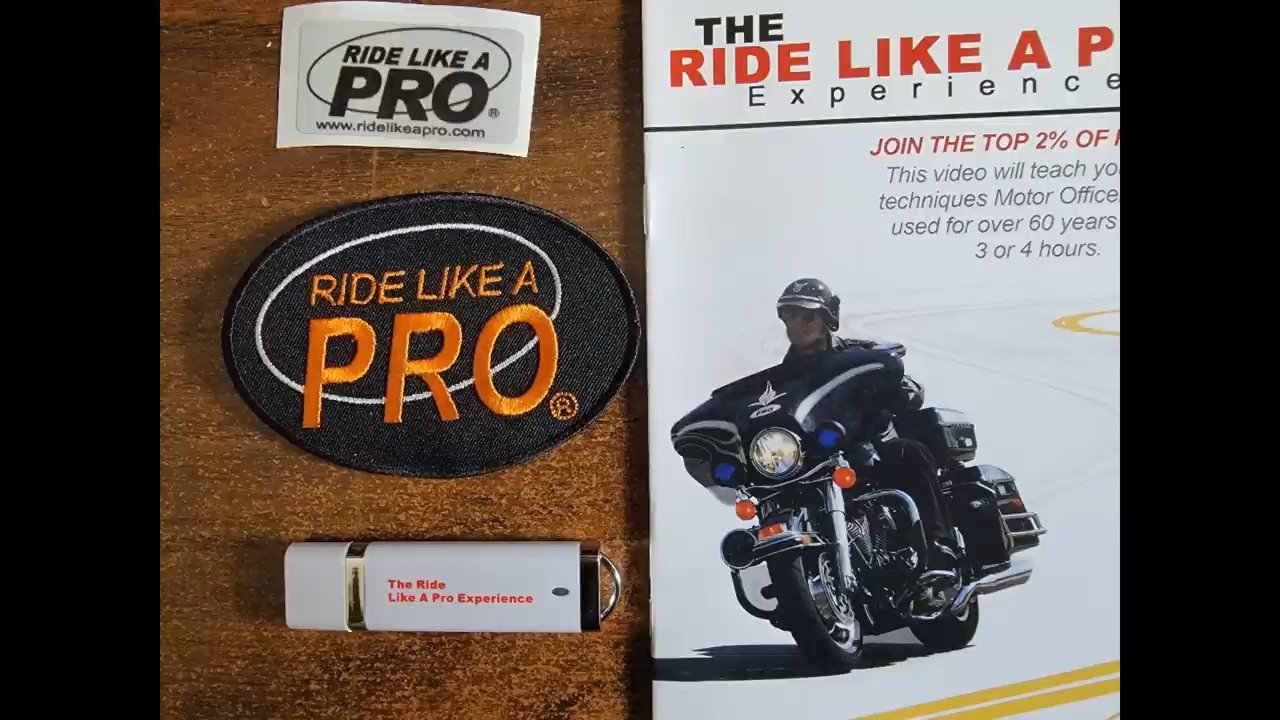 RIDE LIKE A
PRO®
www.ridelikeapro.com
RIDE LIKE A
PRO®
The Ride
Like A Pro Experience
THE
RIDE LIKE A P
Experience
JOIN THE TOP 2% OF
This video will teach yo
techniques Motor Office
used for over 60 years
3 or 4 hours.
PRO